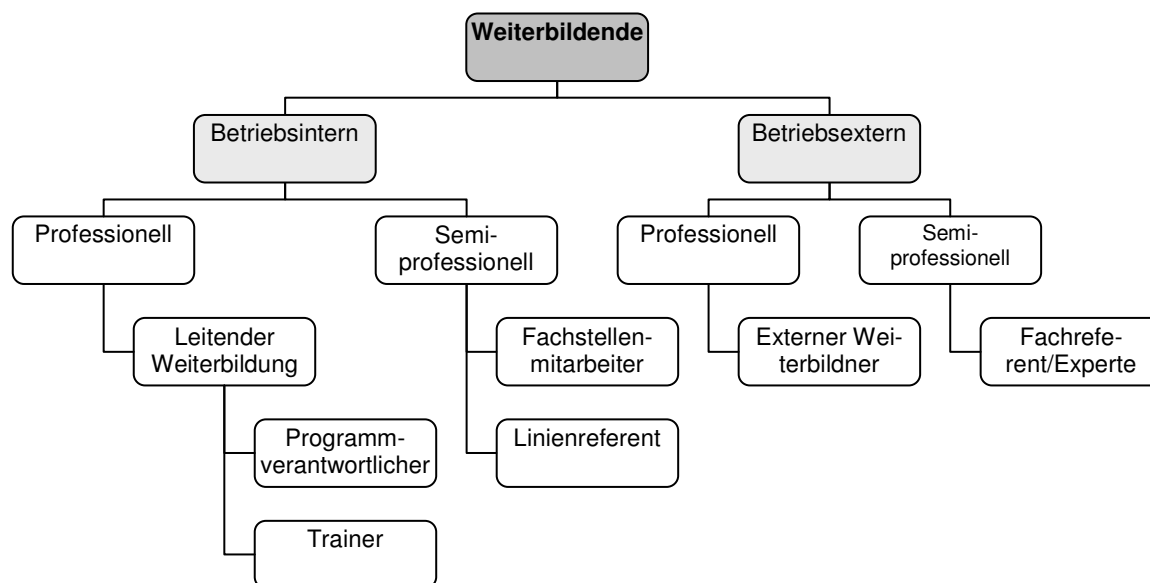 Weiterbildende
Betriebsintern
Betriebsextern
Professionell
Semi-
professionell
Professionell
Semi-
professionell
Leitender
Weiterbildung
Fachstellen-
mitarbeiter
Externer Wei-
terbildner
Fachrefe-
rent/Experte
Programm-
verantwortlicher
Linienreferent
Trainer